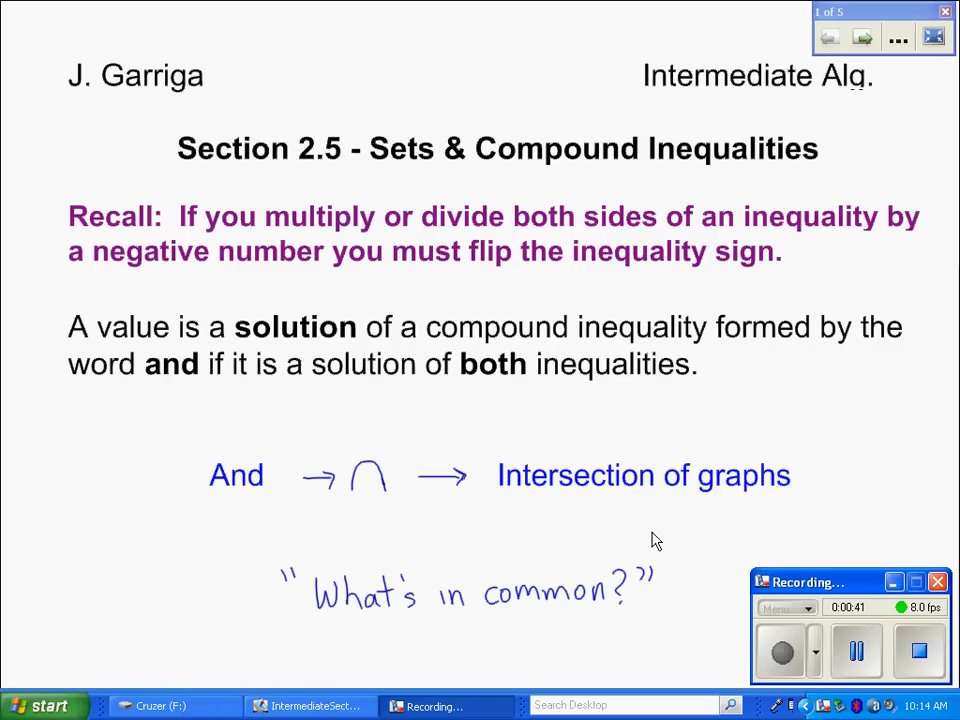 1 of 5
J. Garriga Intermediate Alg.
Section 2.5 - Sets & Compound Inequalities
Recall: If you multiply or divide both sides of an inequality by
a negative number you must flip the inequality sign.
A value is a solution of a compound inequality formed by the
word and if it is a solution of both inequalities.
And → ∩ → Intersection of graphs
"What's in common?"
Recording...
Menu 0:00:41 8.0 fps
start Cruzer (F:) IntermediateSect... Recording... Search Desktop 10:14 AM